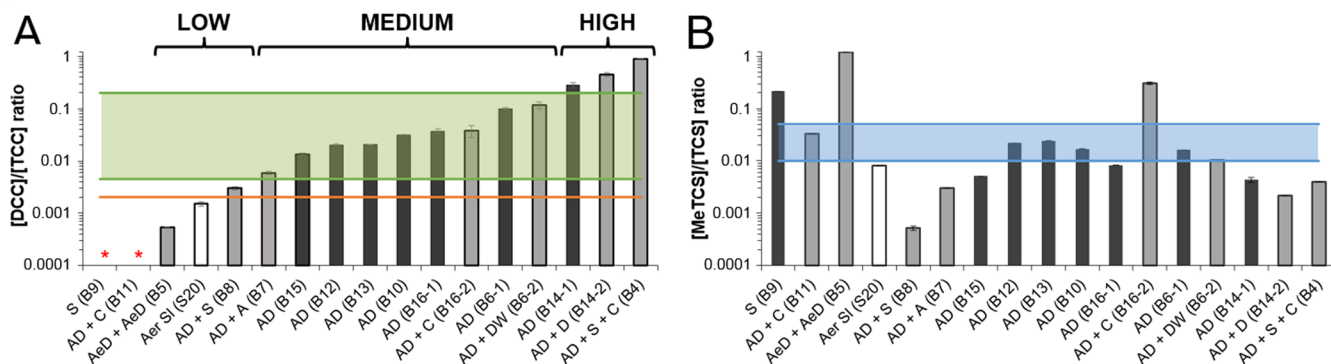 A
LOW
MEDIUM
HIGH
[DCC]/[TCC] ratio
1
0.1
0.01
0.001
0.0001
*
*
S (B9)
AD + C (B11)
AeD + AeD (B5)
Aer Sl (S20)
AD + S (B8)
AD + A (B7)
AD (B15)
AD (B12)
AD (B13)
AD (B10)
AD (B16-1)
AD + C (B16-2)
AD (B6-1)
AD + DW (B6-2)
AD (B14-1)
AD + D (B14-2)
AD + S + C (B4)
B
[MeTCS]/[TCS] ratio
1
0.1
0.01
0.001
0.0001
S (B9)
AD + C (B11)
AeD + AeD (B5)
Aer Sl (S20)
AD + S (B8)
AD + A (B7)
AD (B15)
AD (B12)
AD (B13)
AD (B10)
AD (B16-1)
AD + C (B16-2)
AD (B6-1)
AD + DW (B6-2)
AD (B14-1)
AD + D (B14-2)
AD + S + C (B4)